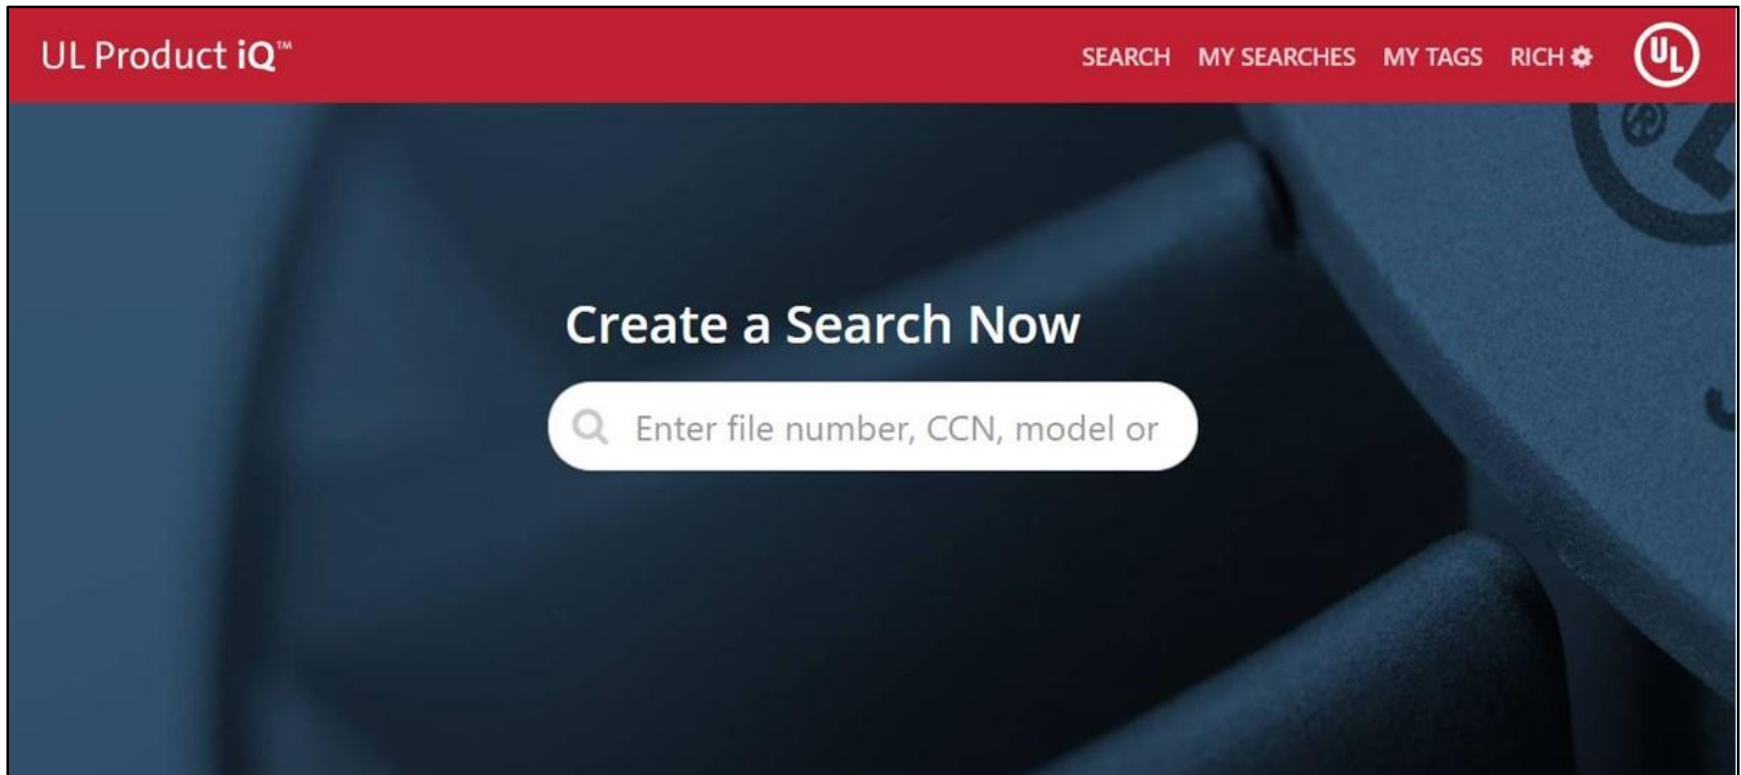 UL Product iQ™
SEARCH MY SEARCHES MY TAGS RICH
UL
®
L
Create a Search Now
Enter file number, CCN, model or